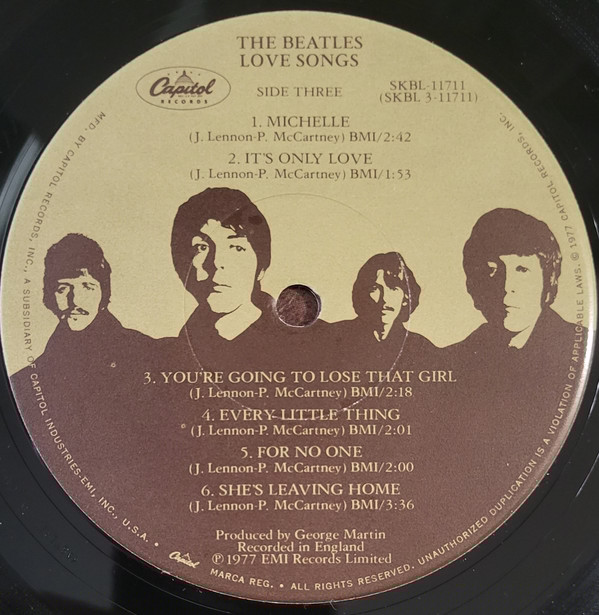 THE BEATLES
LOVE SONGS
Capitol
RECORDS
SIDE THREE
SKBL-11711
(SKBL 3-11711)
1. MICHELLE
(J. Lennon-P. McCartney) BMI/2:42
2. IT'S ONLY LOVE
(J. Lennon-P. McCartney) BMI/1:53
3. YOU'RE GOING TO LOSE THAT GIRL
(J. Lennon-P. McCartney) BMI/2:18
4. EVERY LITTLE THING
(J. Lennon-P. McCartney) BMI/2:01
5. FOR NO ONE
(J. Lennon-P. McCartney) BMI/2:00
6. SHE'S LEAVING HOME
(J. Lennon-P. McCartney) BMI/3:36
Produced by George Martin
Recorded in England
Ⓟ 1977 EMI Records Limited
MFD. BY CAPITOL RECORDS, INC., A SUBSIDIARY OF CAPITOL INDUSTRIES-EMI, INC., U.S.A. • Capitol MARCA REG. • ALL RIGHTS RESERVED. UNAUTHORIZED DUPLICATION IS A VIOLATION OF APPLICABLE LAWS. © 1977 CAPITOL RECORDS, INC.